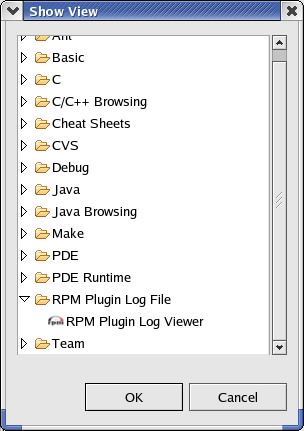 Show View
Ant
Basic
C
C/C++ Browsing
Cheat Sheets
CVS
Debug
Java
Java Browsing
Make
PDE
PDE Runtime
RPM Plugin Log File
rpm RPM Plugin Log Viewer
Team
OK
Cancel